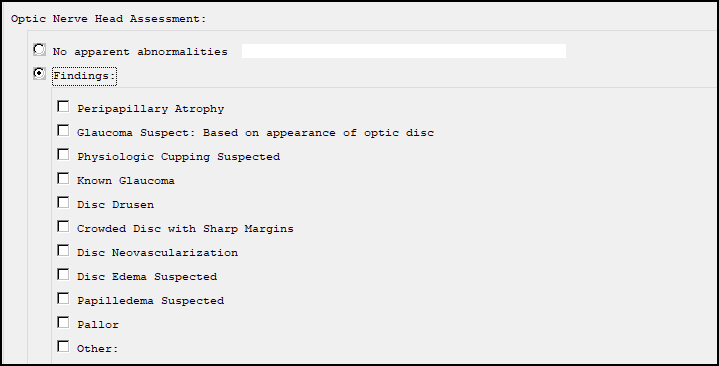 Optic Nerve Head Assessment:
No apparent abnormalities
Findings:
Peripapillary Atrophy
Glaucoma Suspect: Based on appearance of optic disc
Physiologic Cupping Suspected
Known Glaucoma
Disc Drusen
Crowded Disc with Sharp Margins
Disc Neovascularization
Disc Edema Suspected
Papilledema Suspected
Pallor
Other: